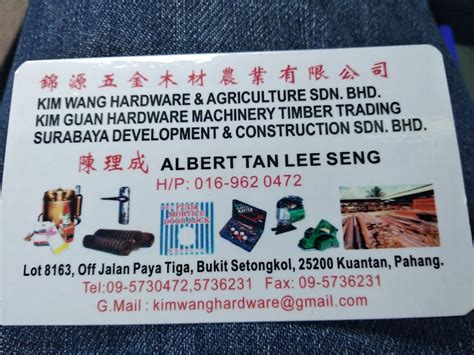 錦源五金木材農業有限公司
KIM WANG HARDWARE & AGRICULTURE SDN. BHD.
KIM GUAN HARDWARE MACHINERY TIMBER TRADING
SURABAYA DEVELOPMENT & CONSTRUCTION SDN. BHD.
陳理成 ALBERT TAN LEE SENG
H/P: 016-962 0472
MORTICE
DOOR LOCK
Lot 8163, Off Jalan Paya Tiga, Bukit Setongkol, 25200 Kuantan, Pahang.
Tel:09-5730472,5736231 Fax: 09-5736231
G.Mail : kimwanghardware@gmail.com